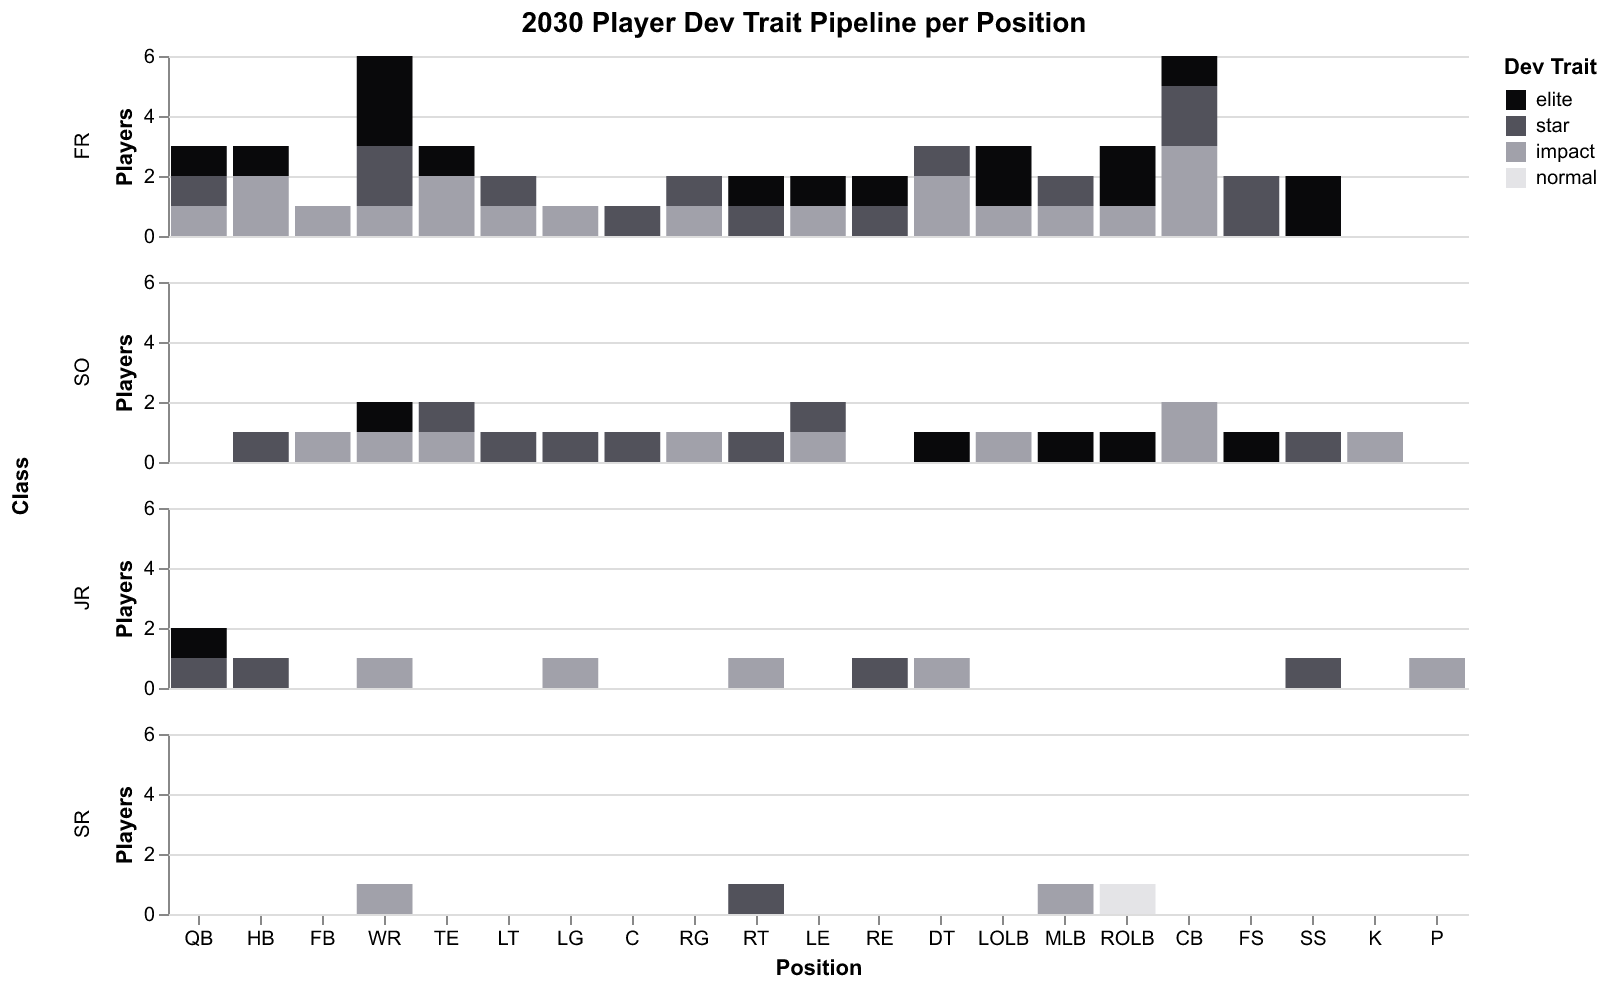 2030 Player Dev Trait Pipeline per Position
Dev Trait
elite
star
impact
normal
Class
FR
Players
6
4
2
0
SO
Players
6
4
2
0
JR
Players
6
4
2
0
SR
Players
6
4
2
0
QB HB FB WR TE LT LG C RG RT LE RE DT LOLB MLB ROLB CB FS SS K P
Position